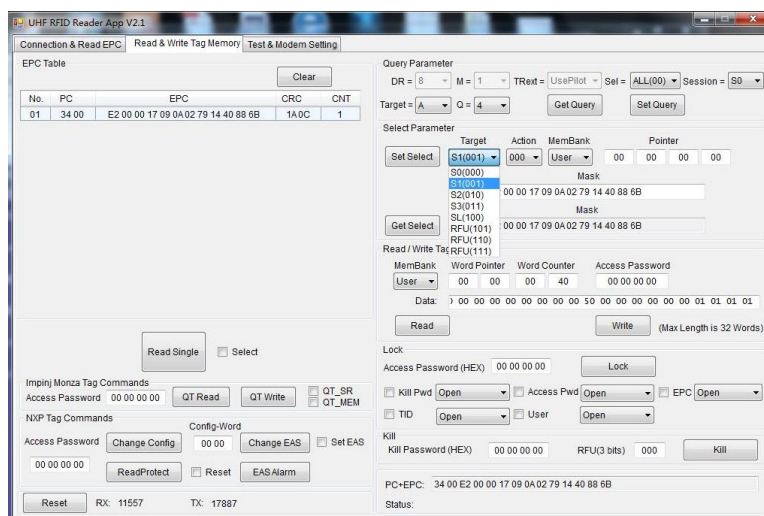 UHF RFID Reader App V2.1
Connection & Read EPC Read & Write Tag Memory Test & Modem Setting
EPC Table
Clear
No. PC EPC CRC CNT
01 34 00 E2 00 00 17 09 0A 02 79 14 40 88 6B 1A 0C 1
Read Single Select
Impinj Monza Tag Commands
Access Password 00 00 00 00 QT Read QT Write QT_SR
QT_MEM
NXP Tag Commands
Config-Word
Access Password Change Config 00 00 Change EAS Set EAS
00 00 00 00 ReadProtect Reset EAS Alarm
Reset RX: 11557 TX: 17887
Query Parameter
DR = 8 M = 1 TRext = UsePilot Sel = ALL(00) Session = S0
Target = A Q = 4 Get Query Set Query
Select Parameter
Target Action MemBank Pointer
Set Select S1(001) 000 User 00 00 00 00
S0(000)
S1(001)
S2(010)
S3(011)
SL(100)
RFU(101)
RFU(110)
RFU(111)
Mask
00 00 17 09 0A 02 79 14 40 88 6B
Mask
Get Select 00 00 17 09 0A 02 79 14 40 88 6B
Read / Write Tag
MemBank Word Pointer Word Counter Access Password
User 00 00 00 40 00 00 00 00
Data: 00 00 00 00 00 00 00 00 50 00 00 00 00 00 00 01 01 01 01
Read Write (Max Length is 32 Words)
Lock
Access Password (HEX) 00 00 00 00 Lock
Kill Pwd Open Access Pwd Open EPC Open
TID Open User Open
Kill
Kill Password (HEX) 00 00 00 00 RFU(3 bits) 000 Kill
PC+EPC: 34 00 E2 00 00 17 09 0A 02 79 14 40 88 6B
Status: